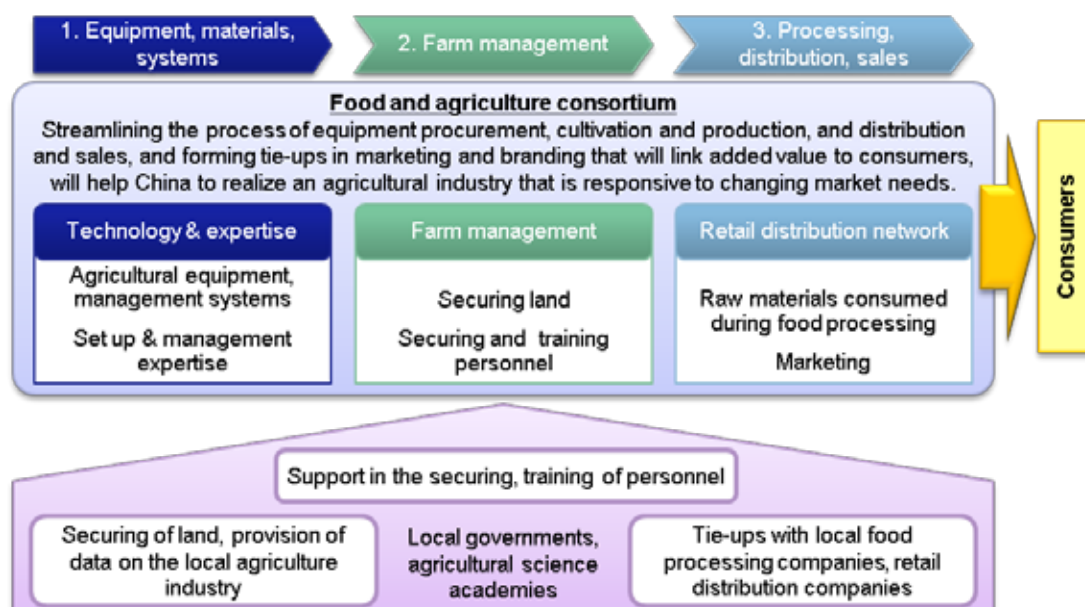 1. Equipment, materials,
systems
2. Farm management
3. Processing,
distribution, sales
Food and agriculture consortium
Streamlining the process of equipment procurement, cultivation and production, and distribution
and sales, and forming tie-ups in marketing and branding that will link added value to consumers,
will help China to realize an agricultural industry that is responsive to changing market needs.
Technology & expertise
Agricultural equipment,
management systems
Set up & management
expertise
Farm management
Securing land
Securing and training
personnel
Retail distribution network
Raw materials consumed
during food processing
Marketing
Consumers
Support in the securing, training of personnel
Securing of land, provision of
data on the local agriculture
industry
Local governments,
agricultural science
academies
Tie-ups with local food
processing companies, retail
distribution companies